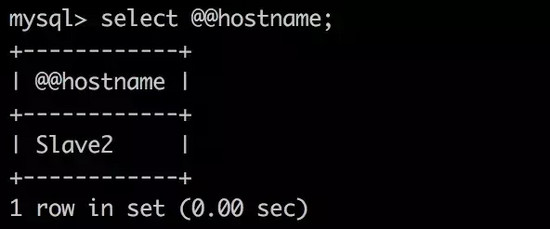 mysql> select @@hostname;
+------------+
| @@hostname |
+------------+
| Slave2     |
+------------+
1 row in set (0.00 sec)